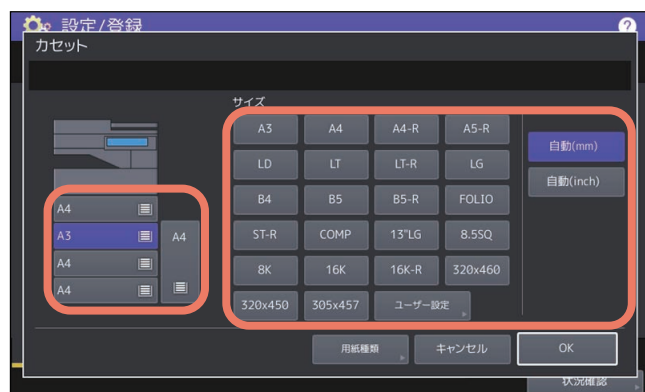 設定/登録
?
カセット
サイズ
A3 A4 A4-R A5-R
自動(mm)
LD LT LT-R LG
自動(inch)
B4 B5 B5-R FOLIO
A4
A3 A4
ST-R COMP 13"LG 8.5SQ
A4
8K 16K 16K-R 320x460
A4
320x450 305x457 ユーザー設定
用紙種類 キャンセル OK
状況確認